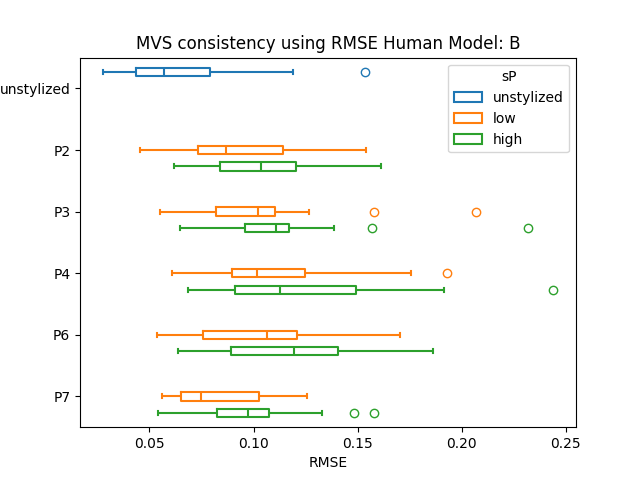 MVS consistency using RMSE Human Model: B
sP
unstylized
low
high
unstylized
P2
P3
P4
P6
P7
0.05
0.10
0.15
0.20
0.25
RMSE